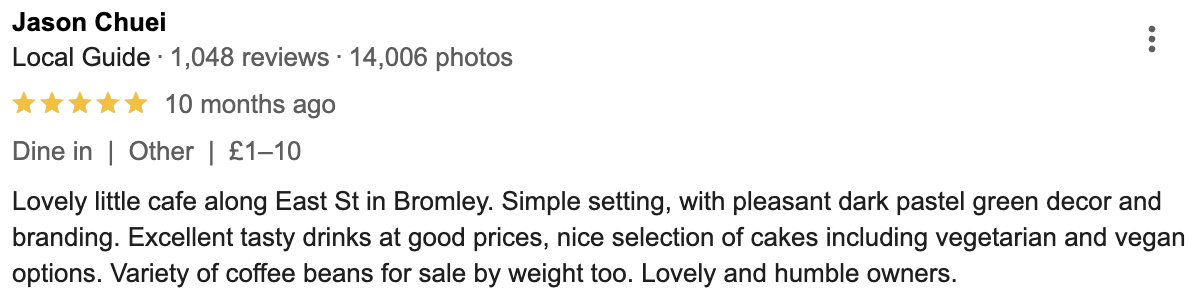 Jason Chuei
Local Guide · 1,048 reviews · 14,006 photos
10 months ago
Dine in | Other | £1–10
Lovely little cafe along East St in Bromley. Simple setting, with pleasant dark pastel green decor and
branding. Excellent tasty drinks at good prices, nice selection of cakes including vegetarian and vegan
options. Variety of coffee beans for sale by weight too. Lovely and humble owners.